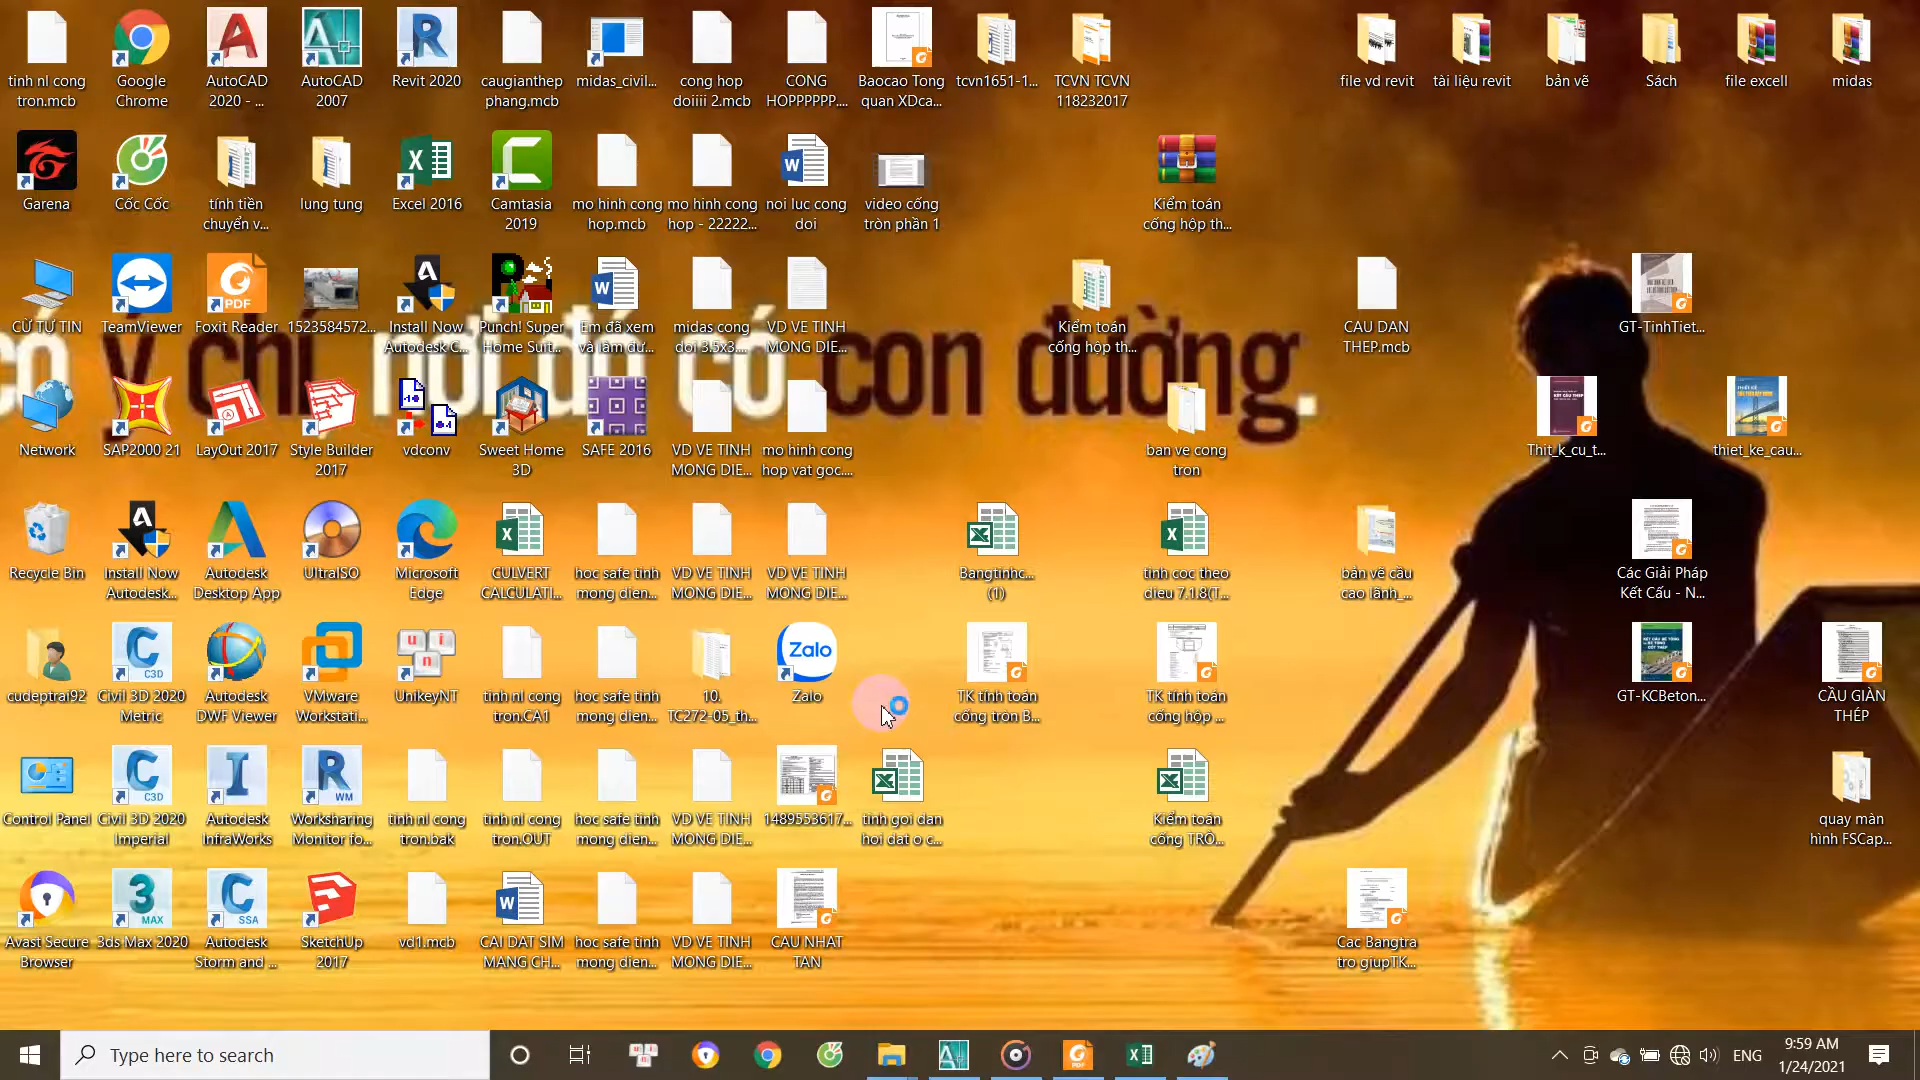 tinh nl cong tron.mcb
Google Chrome
AutoCAD 2020 - ...
AutoCAD 2007
Revit 2020
caugianthep phang.mcb
midas_civil...
cong hop doiiii 2.mcb
CONG HOPPPPPP....
Baocao Tong quan XDca...
tcvn1651-1...
TCVN TCVN 118232017
file vd revit
tài liệu revit
bản vẽ
Sách
file excell
midas
Garena
Cốc Cốc
tính tiền chuyển v...
lung tung
Excel 2016
Camtasia 2019
mo hinh cong hop.mcb
mo hinh cong hop - 22222...
noi luc cong doi
video cống tròn phần 1
Kiểm toán cống hộp th...
CỪ TỰ TIN
TeamViewer
Foxit Reader
1523584572...
Install Now Autodesk C...
Punch! Super Home Suit...
Em đã xem và làm đư...
midas cong doi 3.5x3....
VD VE TINH MONG DIE...
Kiểm toán cống hộp th...
CAU DAN THEP.mcb
GT-TinhTiet...
có ý chí nơi đó có con đường.
Network
SAP2000 21
LayOut 2017
Style Builder 2017
vdconv
Sweet Home 3D
SAFE 2016
VD VE TINH MONG DIE...
mo hinh cong hop vat goc....
ban ve cong tron
Thit_k_cu_t...
thiet_ke_cau...
Recycle Bin
Install Now Autodesk...
Autodesk Desktop App
UltraISO
Microsoft Edge
CULVERT CALCULATI...
hoc safe tinh mong dien...
VD VE TINH MONG DIE...
VD VE TINH MONG DIE...
Bangtinhc... (1)
tinh coc theo dieu 7.1.8(T...
bản vẽ cầu cao lãnh_...
Các Giải Pháp Kết Cấu - N...
cudeptrai92
Civil 3D 2020 Metric
Autodesk DWF Viewer
VMware Workstati...
UnikeyNT
tinh nl cong tron.CA1
hoc safe tinh mong dien...
10. TC272-05_th...
Zalo
Zalo
TK tính toán cống tròn B...
TK tính toán cống hộp ...
GT-KCBeton...
CẦU GIÀN THÉP
Control Panel
Civil 3D 2020 Imperial
Autodesk InfraWorks
Worksharing Monitor fo...
tinh nl cong tron.bak
tinh nl cong tron.OUT
hoc safe tinh mong dien...
VD VE TINH MONG DIE...
1489553617...
tinh goi dan hoi dat o c...
Kiểm toán cống TRÒ...
quay màn hình FSCap...
Avast Secure Browser
3ds Max 2020
Autodesk Storm and ...
SketchUp 2017
vd1.mcb
CAI DAT SIM MANG CH...
hoc safe tinh mong dien...
VD VE TINH MONG DIE...
CAU NHAT TAN
Cac Bangtra tro giupTK...
Type here to search
ENG
9:59 AM
1/24/2021